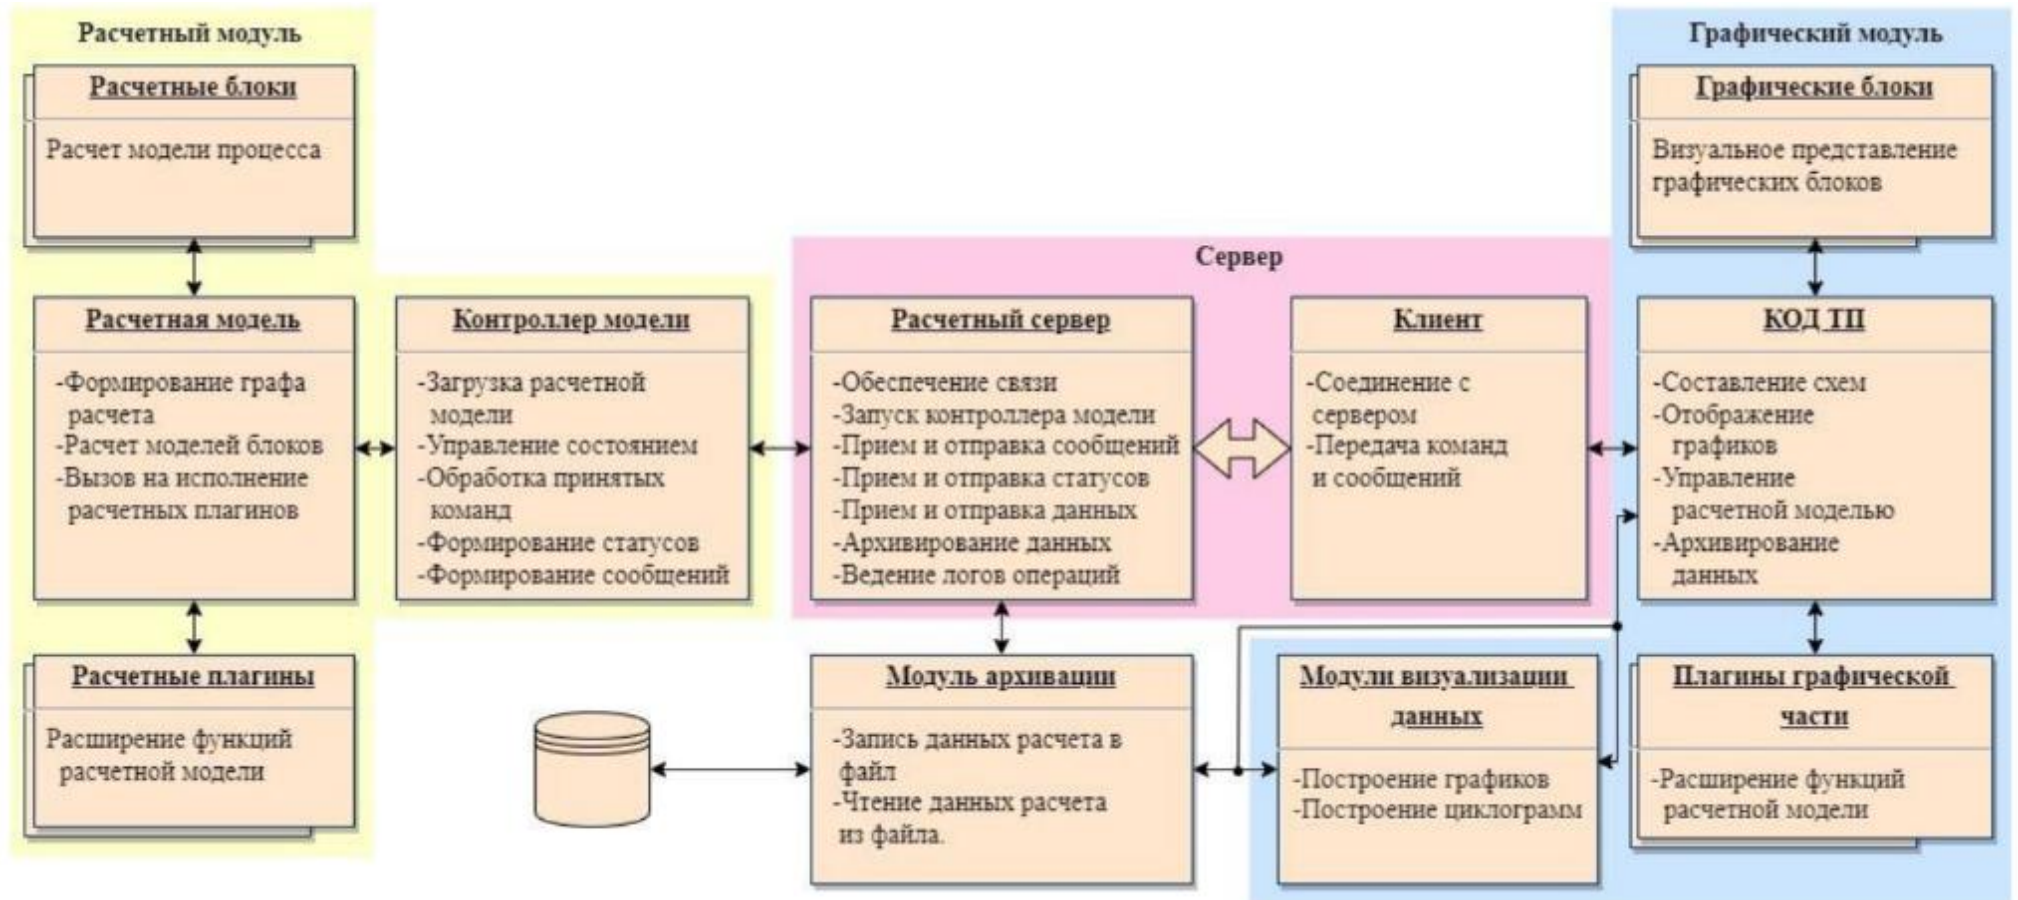 Расчетный модуль
Расчетные блоки
Расчет модели процесса
Расчетная модель
-Формирование графа
расчета
-Расчет моделей блоков
-Вызов на исполнение
расчетных плагинов
Расчетные плагины
Расширение функций
расчетной модели
Контроллер модели
-Загрузка расчетной
модели
-Управление состоянием
-Обработка принятых
команд
-Формирование статусов
-Формирование сообщений
Сервер
Расчетный сервер
-Обеспечение связи
-Запуск контроллера модели
-Прием и отправка сообщений
-Прием и отправка статусов
-Прием и отправка данных
-Архивирование данных
-Ведение логов операций
Клиент
-Соединение с
сервером
-Передача команд
и сообщений
Модуль архивации
-Запись данных расчета в
файл
-Чтение данных расчета
из файла.
Графический модуль
Графические блоки
Визуальное представление
графических блоков
КОД ТП
-Составление схем
-Отображение
графиков
-Управление
расчетной моделью
-Архивирование
данных
Модули визуализации
данных
-Построение графиков
-Построение циклограмм
Плагины графической
части
-Расширение функций
расчетной модели